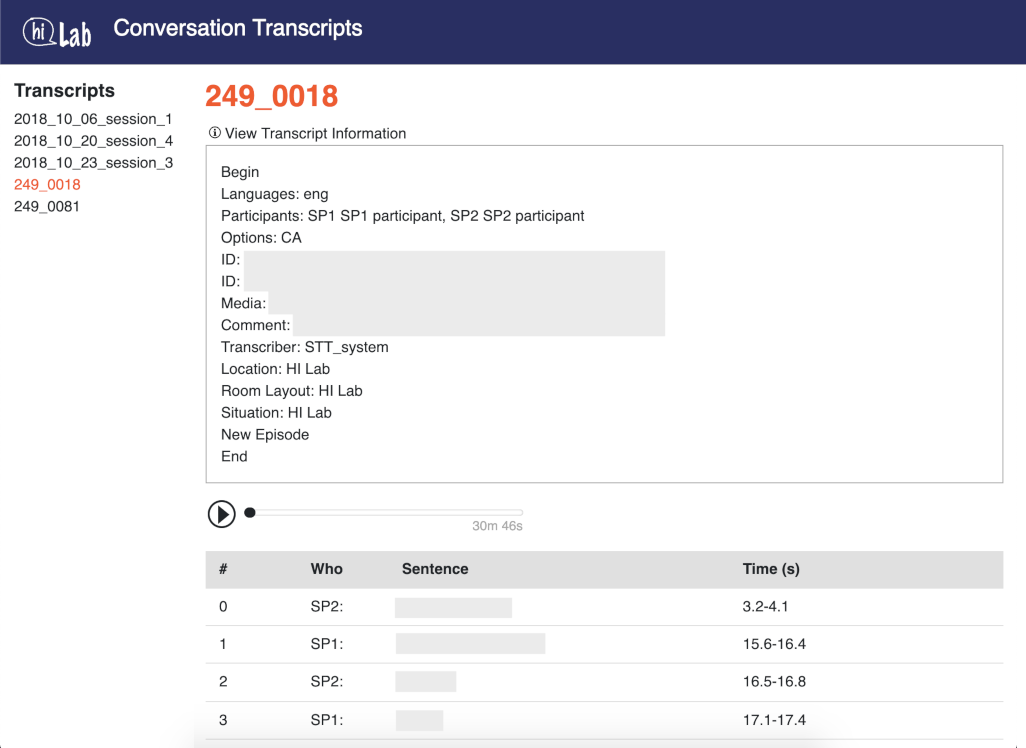 hi Lab
Conversation Transcripts
Transcripts
2018_10_06_session_1
2018_10_20_session_4
2018_10_23_session_3
249_0018
249_0081
249_0018
View Transcript Information
Begin
Languages: eng
Participants: SP1 SP1 participant, SP2 SP2 participant
Options: CA
ID:
ID:
Media:
Comment:
Transcriber: STT_system
Location: HI Lab
Room Layout: HI Lab
Situation: HI Lab
New Episode
End
30m 46s
# Who Sentence Time (s)
0 SP2: 3.2-4.1
1 SP1: 15.6-16.4
2 SP2: 16.5-16.8
3 SP1: 17.1-17.4